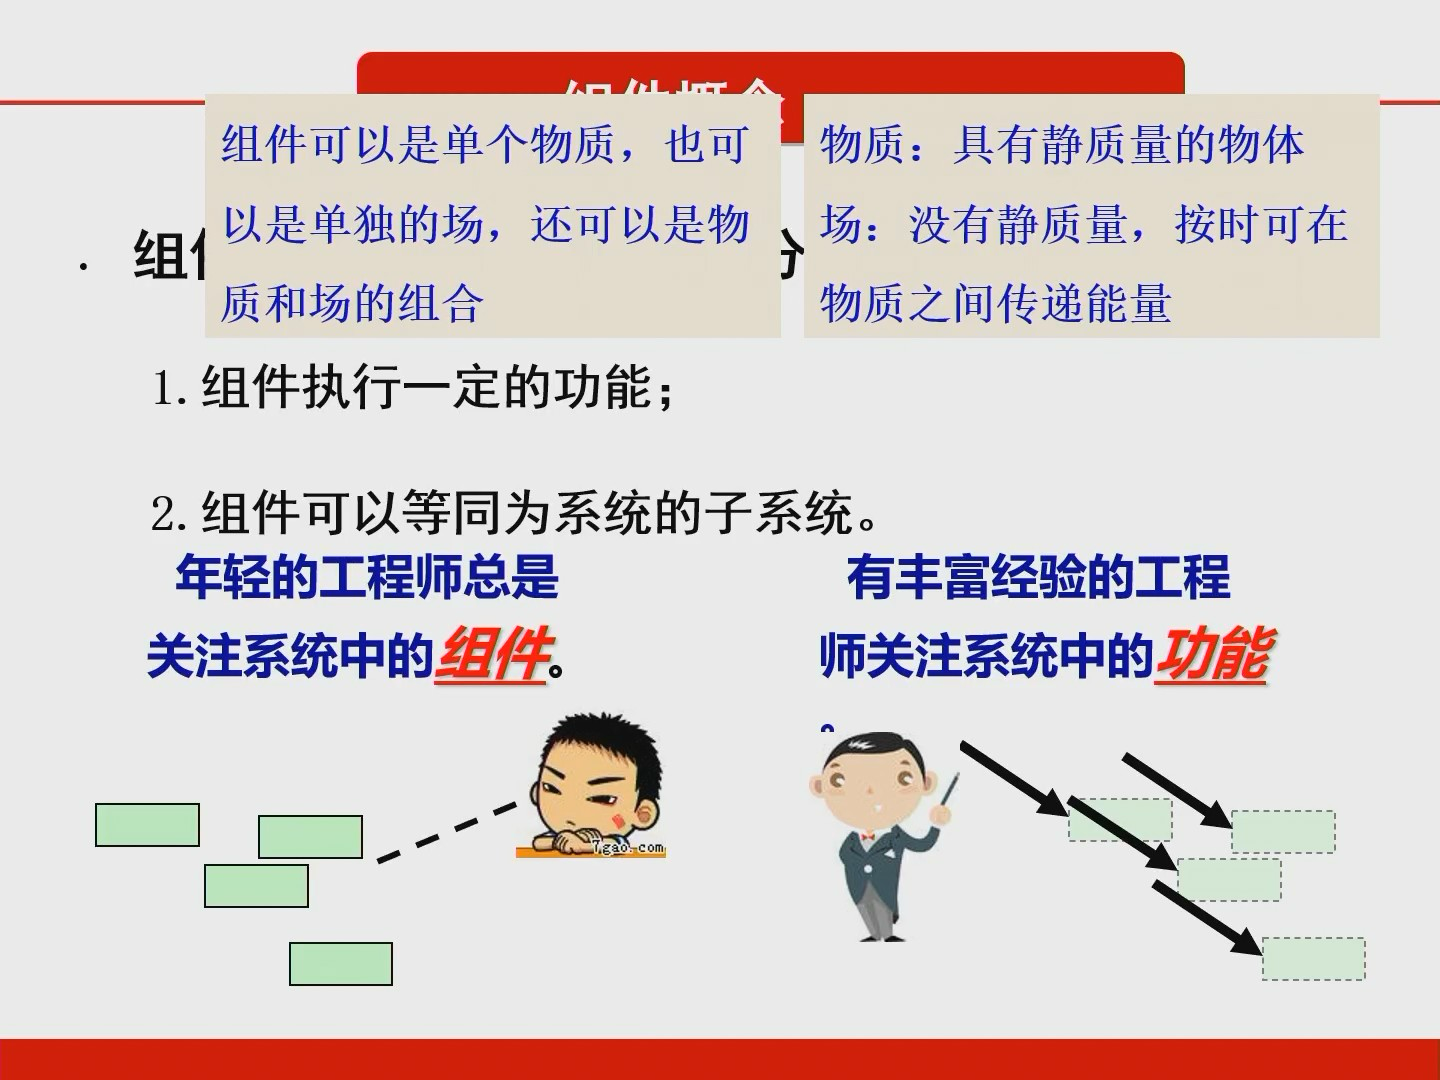 组件概念
组件可以是单个物质，也可
以是单独的场，还可以是物
质和场的组合
物质：具有静质量的物体
场：没有静质量，按时可在
物质之间传递能量
· 组件
分
1.组件执行一定的功能；
2.组件可以等同为系统的子系统。
年轻的工程师总是
关注系统中的组件。
有丰富经验的工程
师关注系统中的功能
。
7gao.com